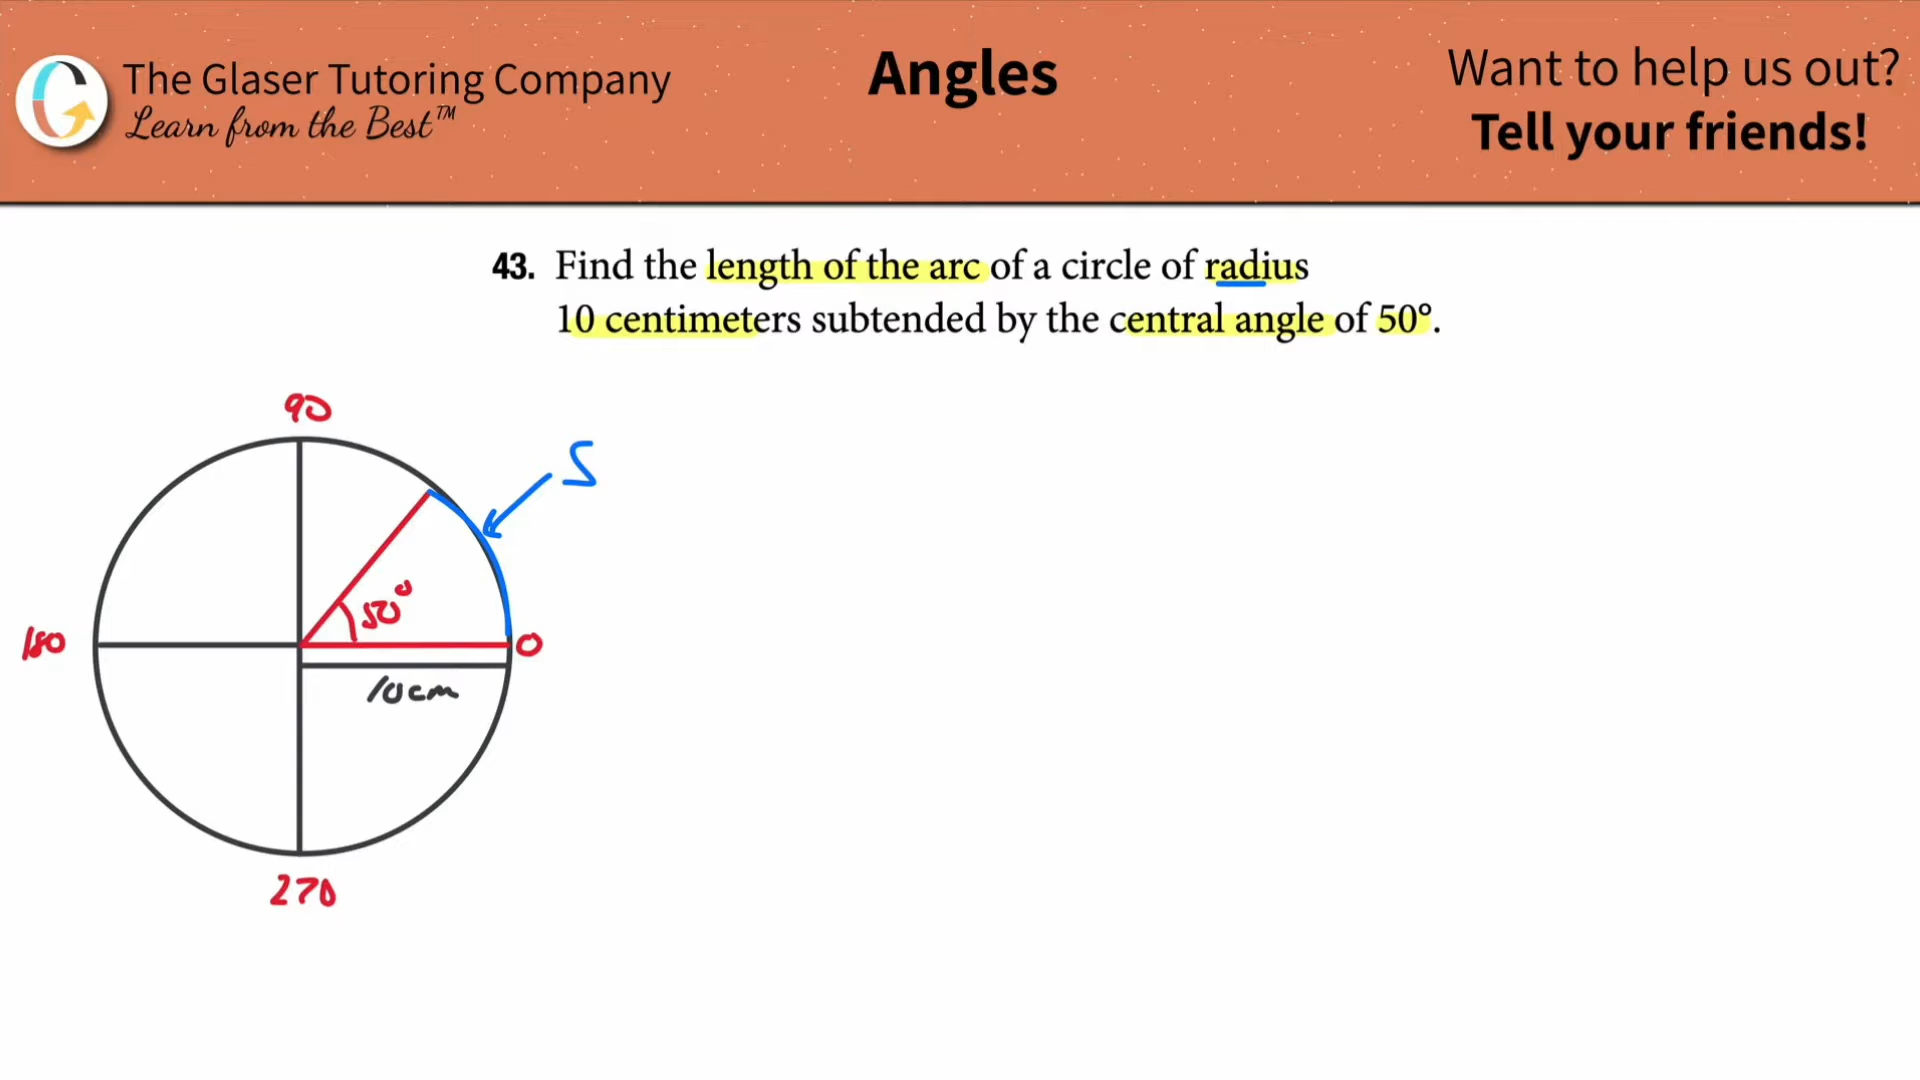 The Glaser Tutoring Company
Learn from the Best™
Angles
Want to help us out?
Tell your friends!
43. Find the length of the arc of a circle of radius
10 centimeters subtended by the central angle of 50°.
90
S
50°
180
0
10cm
270